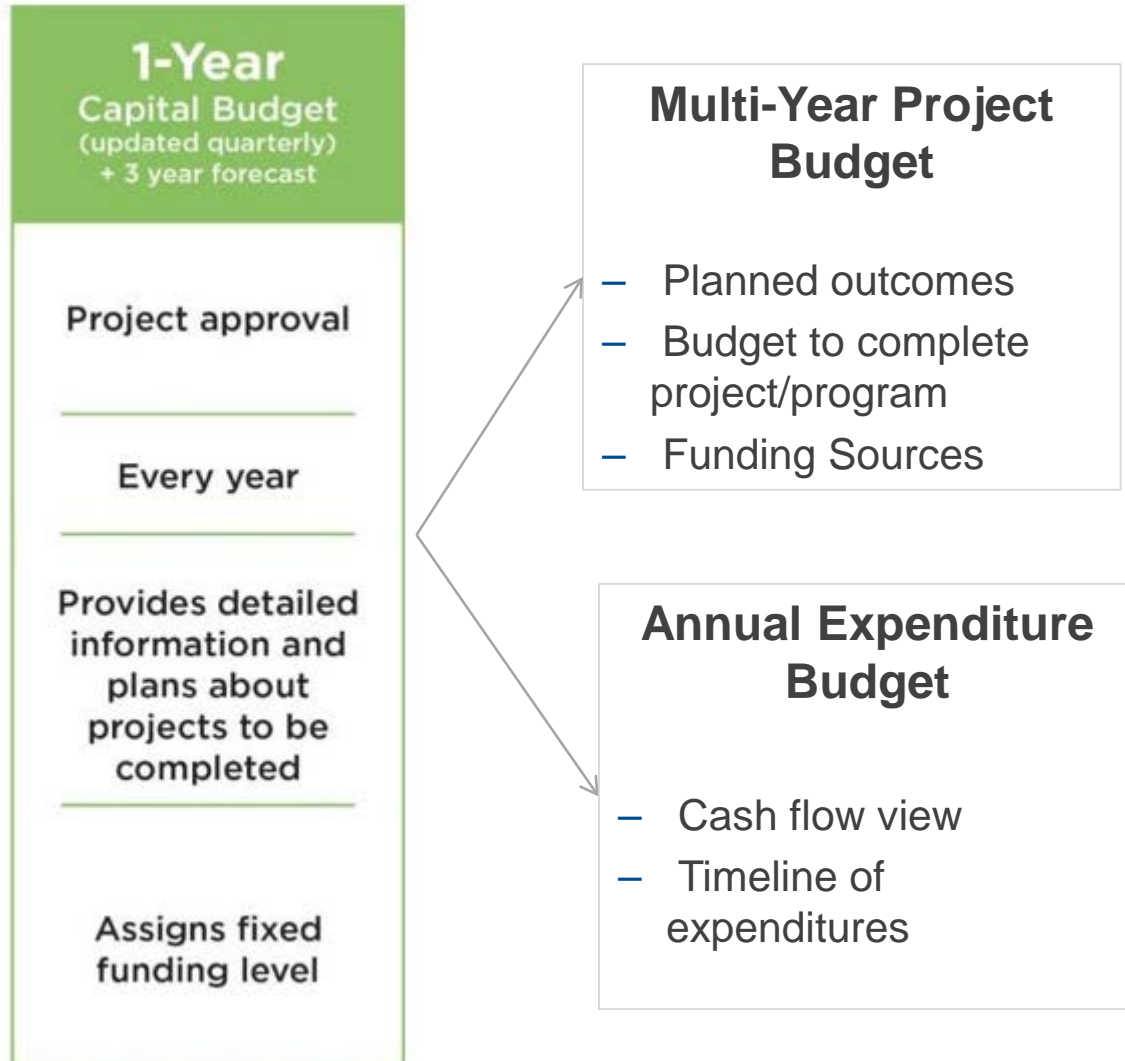 1-Year
Capital Budget
(updated quarterly)
+ 3 year forecast
Project approval
Every year
Provides detailed
information and
plans about
projects to be
completed
Assigns fixed
funding level
Multi-Year Project
Budget
– Planned outcomes
– Budget to complete
project/program
– Funding Sources
Annual Expenditure
Budget
– Cash flow view
– Timeline of
expenditures